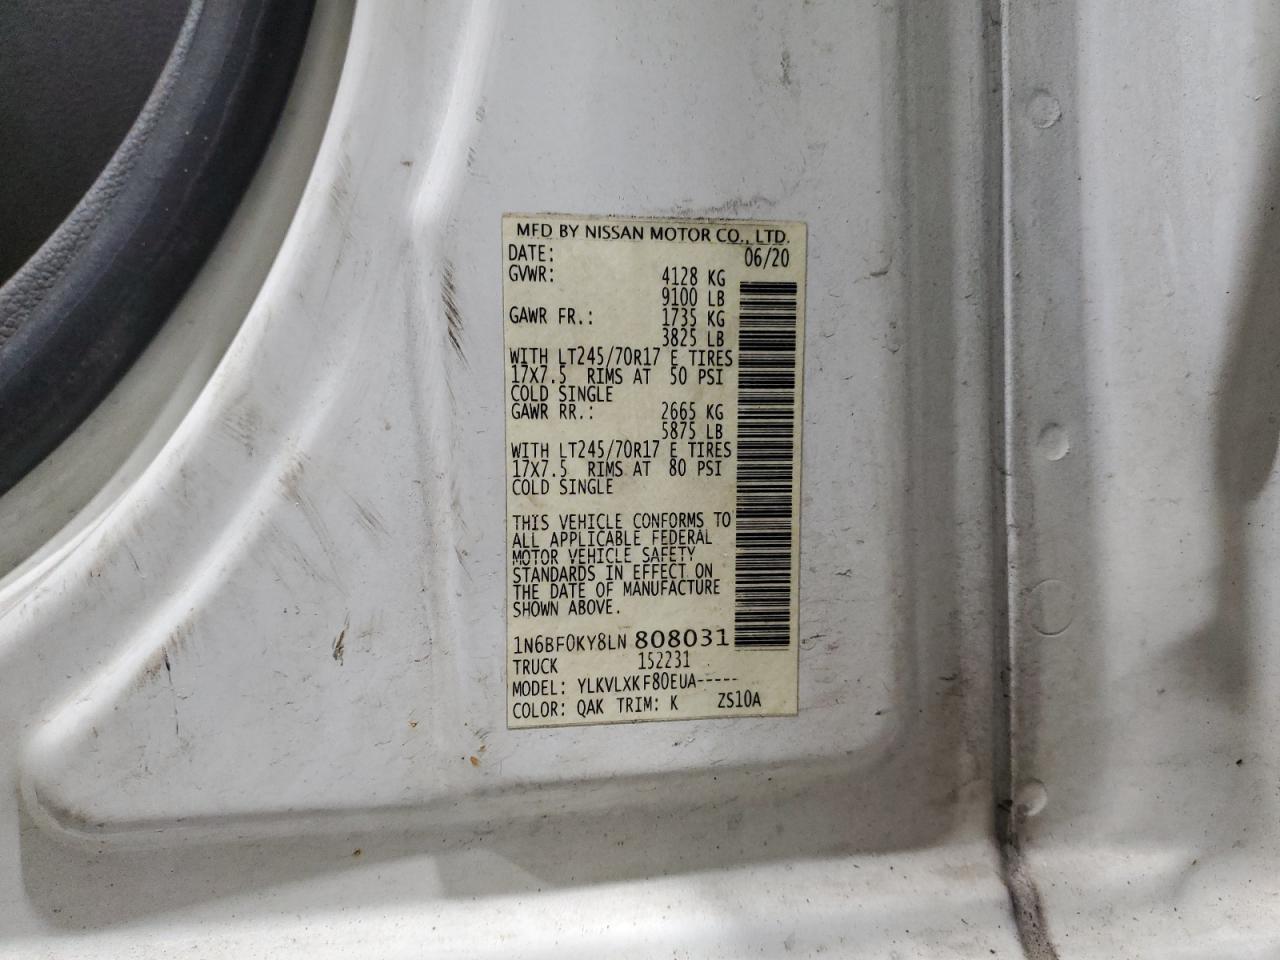 MFD BY NISSAN MOTOR CO., LTD.
DATE: 06/20
GVWR: 4128 KG
9100 LB
GAWR FR.: 1735 KG
3825 LB
WITH LT245/70R17 E TIRES
17X7.5 RIMS AT 50 PSI
COLD SINGLE
GAWR RR.: 2665 KG
5875 LB
WITH LT245/70R17 E TIRES
17X7.5 RIMS AT 80 PSI
COLD SINGLE
THIS VEHICLE CONFORMS TO
ALL APPLICABLE FEDERAL
MOTOR VEHICLE SAFETY
STANDARDS IN EFFECT ON
THE DATE OF MANUFACTURE
SHOWN ABOVE.
1N6BF0KY8LN 808031
TRUCK 152231
MODEL: YLKVLXKF80EUA-----
COLOR: QAK TRIM: K ZS10A